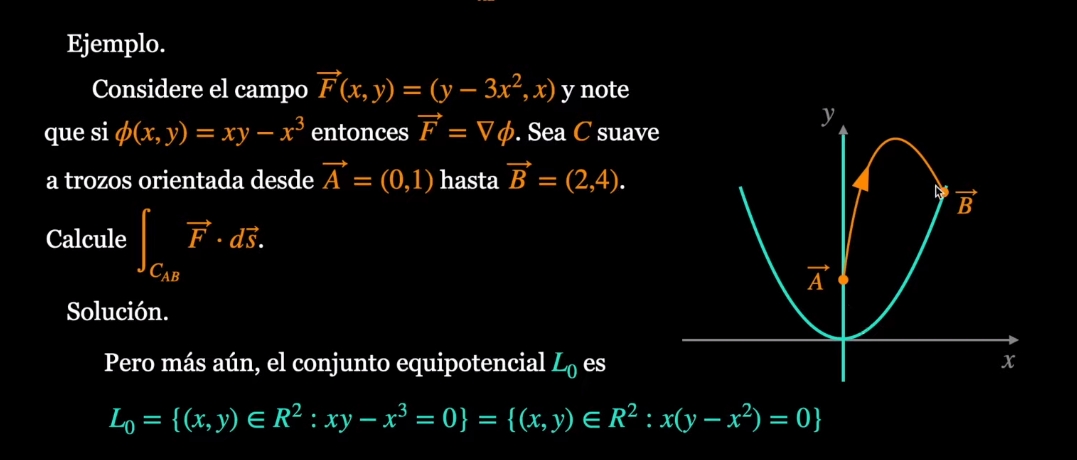 Ejemplo.
Considere el campo $\overrightarrow{F}(x, y) = (y - 3x^2, x)$ y note
que si $\phi(x, y) = xy - x^3$ entonces $\overrightarrow{F} = \nabla\phi$. Sea $C$ suave
a trozos orientada desde $\overrightarrow{A} = (0,1)$ hasta $\overrightarrow{B} = (2,4)$.
Calcule $\int_{C_{AB}} \overrightarrow{F} \cdot d\vec{s}$.
Solución.
Pero más aún, el conjunto equipotencial $L_0$ es
$L_0 = \{(x, y) \in R^2 : xy - x^3 = 0\} = \{(x, y) \in R^2 : x(y - x^2) = 0\}$
$y$
$\overrightarrow{B}$
$\overrightarrow{A}$
$x$